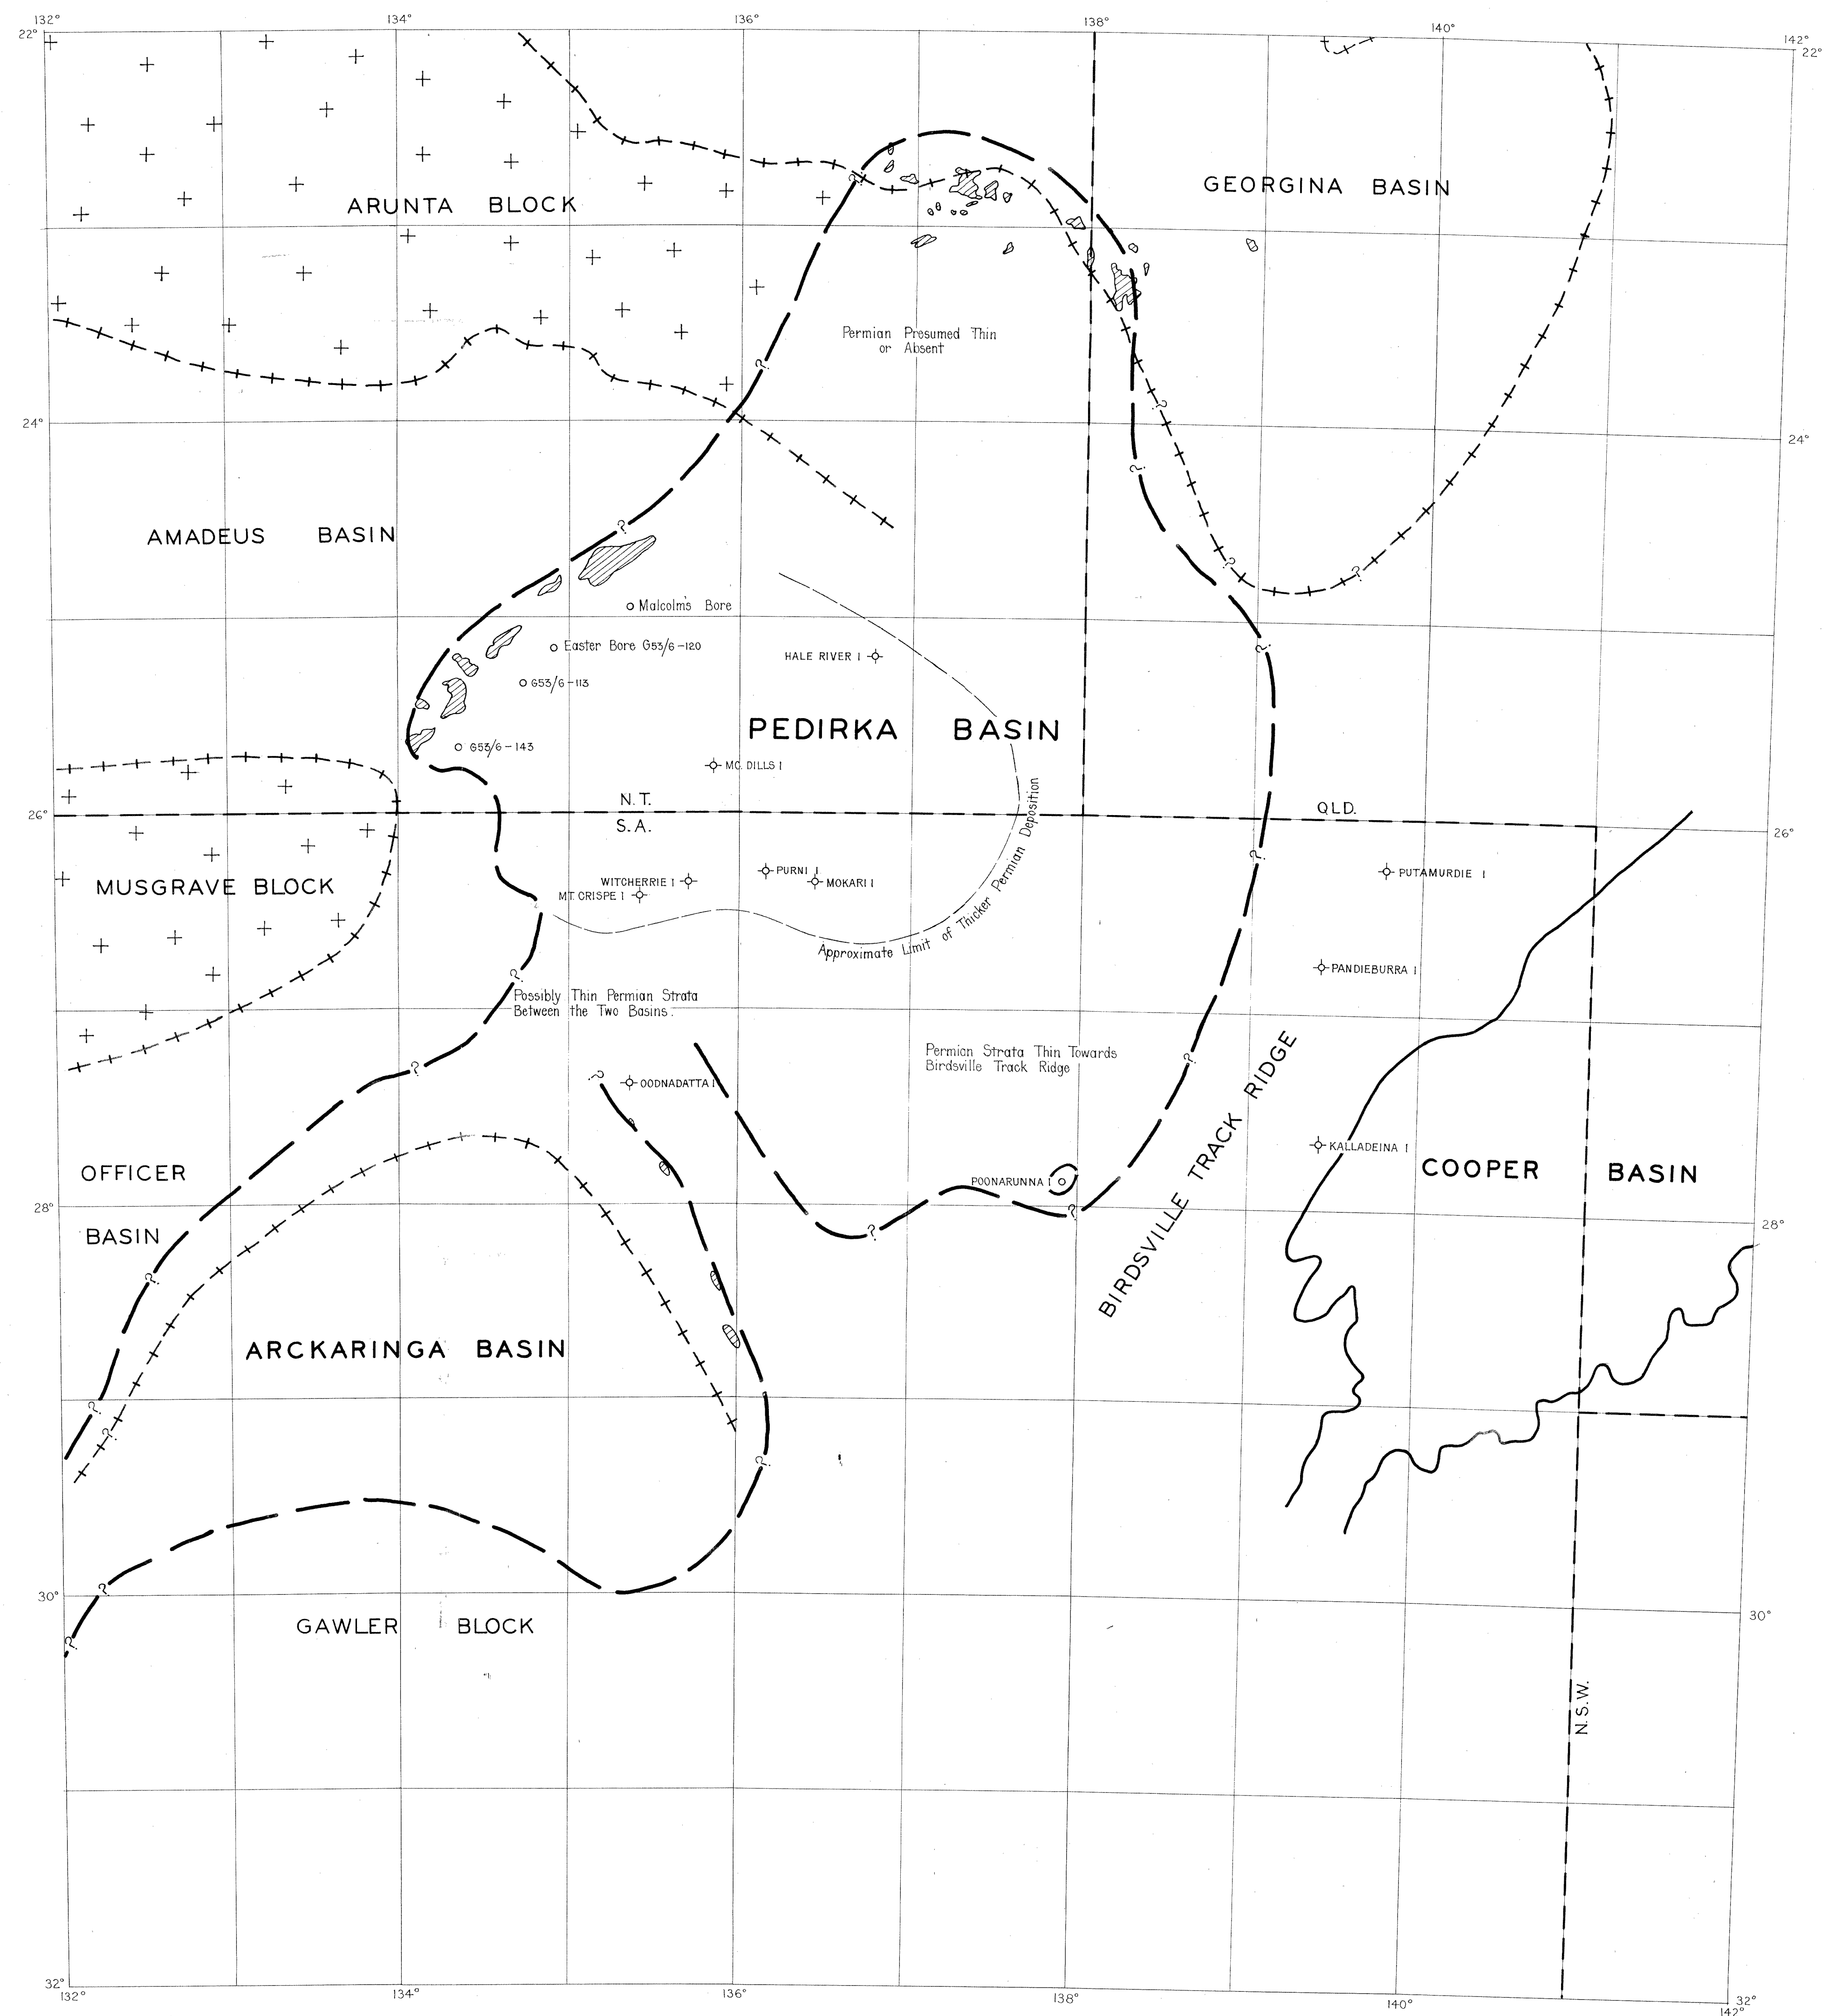 132°
134°
136°
138°
140°
142°
22°
22°
ARUNTA BLOCK
GEORGINA BASIN
Permian Presumed Thin
or Absent
24°
24°
AMADEUS BASIN
Malcolm's Bore
Easter Bore G53/6-120
HALE RIVER 1
G53/6-113
PEDIRKA BASIN
G53/6-143
MC. DILLS 1
N.T.
QLD.
26°
S.A.
26°
Approximate Limit of Thicker Permian Deposition
PURNI 1
PUTAMURDIE 1
WITCHERRIE 1
MOKARI 1
MUSGRAVE BLOCK
MT. CRISPE 1
PANDIEBURRA 1
Possibly Thin Permian Strata
Between the Two Basins.
Permian Strata Thin Towards
Birdsville Track Ridge
OODNADATTA 1
BIRDSVILLE TRACK RIDGE
KALLADEINA 1
OFFICER
BASIN
COOPER BASIN
POONARUNNA 1
28°
28°
ARCKARINGA BASIN
30°
30°
GAWLER BLOCK
N.S.W.
32°
32°
132°
134°
136°
138°
140°
142°